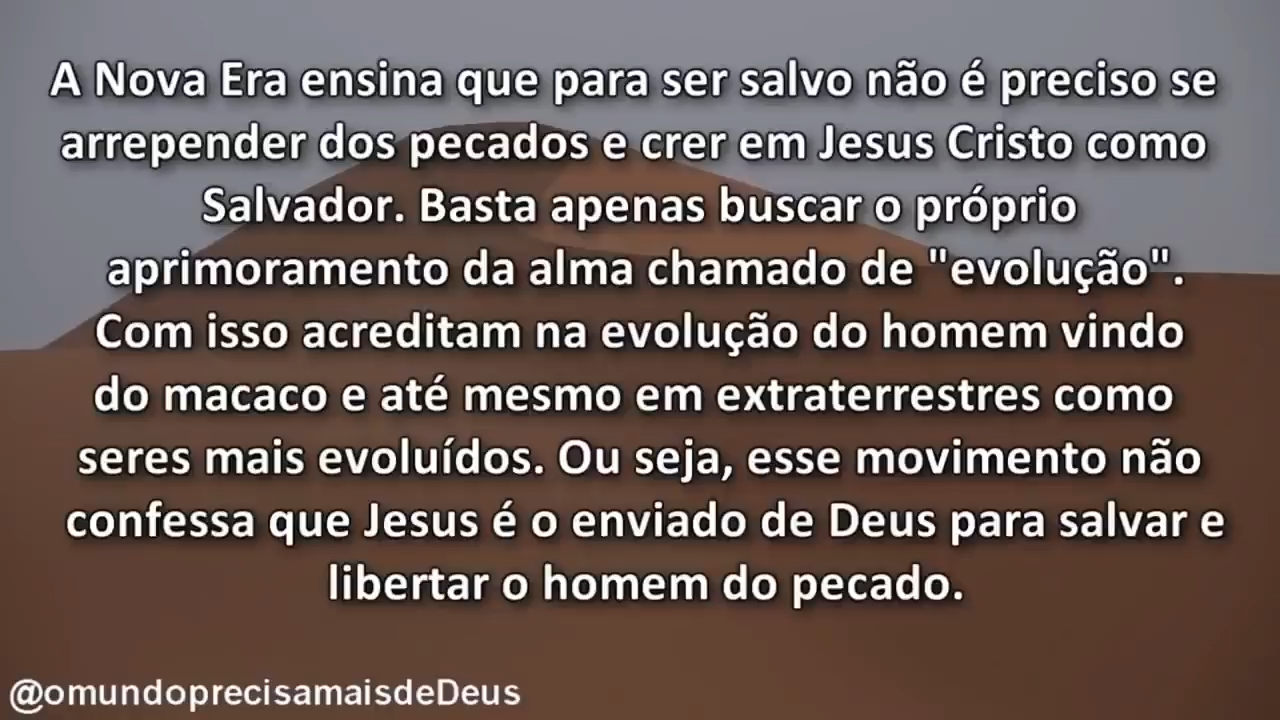 A Nova Era ensina que para ser salvo não é preciso se
arrepender dos pecados e crer em Jesus Cristo como
Salvador. Basta apenas buscar o próprio
aprimoramento da alma chamado de "evolução".
Com isso acreditam na evolução do homem vindo
do macaco e até mesmo em extraterrestres como
seres mais evoluídos. Ou seja, esse movimento não
confessa que Jesus é o enviado de Deus para salvar e
libertar o homem do pecado.
@omundoprecisamaisdeDeus